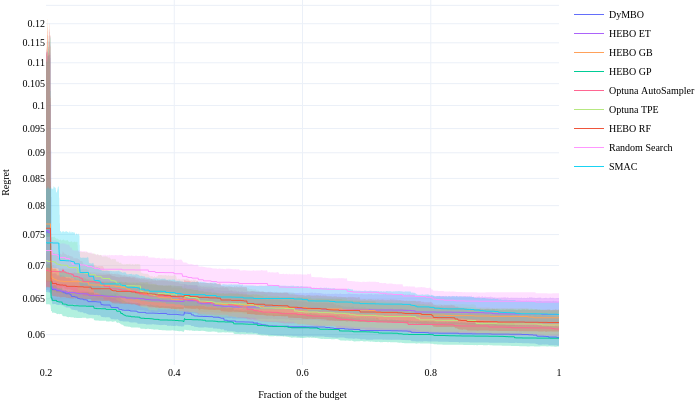 0.12
0.115
0.11
0.105
0.1
0.095
0.09
0.085
0.08
0.075
0.07
0.065
0.06
Regret
0.2 0.4 0.6 0.8 1
Fraction of the budget
DyMBO
HEBO ET
HEBO GB
HEBO GP
Optuna AutoSampler
Optuna TPE
HEBO RF
Random Search
SMAC